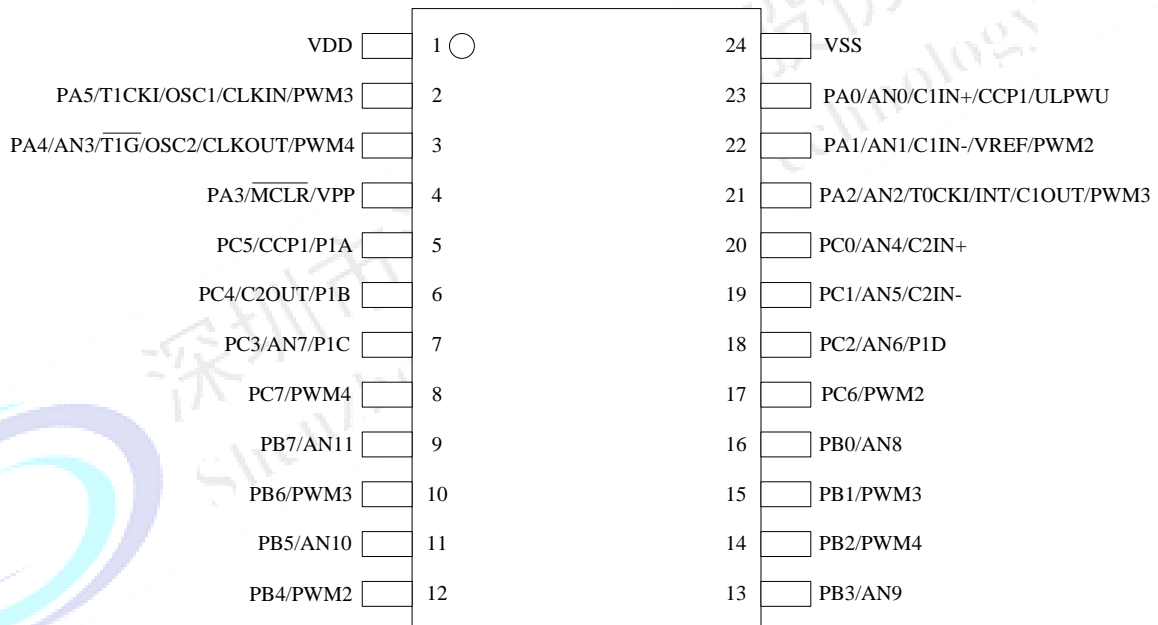 VDD 1 24 VSS
PA5/T1CKI/OSC1/CLKIN/PWM3 2 23 PA0/AN0/C1IN+/CCP1/ULPWU
PA4/AN3/T1G/OSC2/CLKOUT/PWM4 3 22 PA1/AN1/C1IN-/VREF/PWM2
PA3/MCLR/VPP 4 21 PA2/AN2/T0CKI/INT/C1OUT/PWM3
PC5/CCP1/P1A 5 20 PC0/AN4/C2IN+
PC4/C2OUT/P1B 6 19 PC1/AN5/C2IN-
PC3/AN7/P1C 7 18 PC2/AN6/P1D
PC7/PWM4 8 17 PC6/PWM2
PB7/AN11 9 16 PB0/AN8
PB6/PWM3 10 15 PB1/PWM3
PB5/AN10 11 14 PB2/PWM4
PB4/PWM2 12 13 PB3/AN9
深圳市